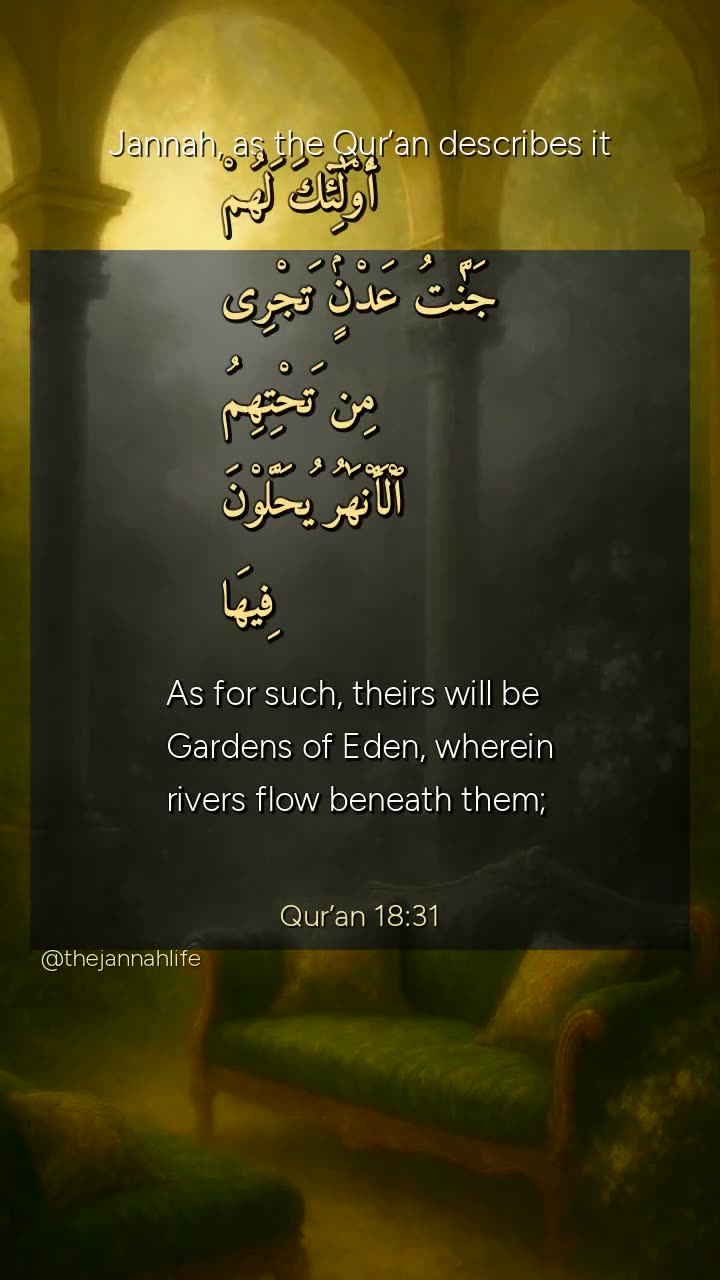 Jannah, as the Qur’an describes it
أُو۟لَٰٓئِكَ لَهُمْ
جَنَّٰتُ عَدْنٍۢ تَجْرِى
مِن تَحْتِهِمُ
ٱلْأَنْهَٰرُ يُحَلَّوْنَ
فِيهَا
As for such, theirs will be
Gardens of Eden, wherein
rivers flow beneath them;
Qur’an 18:31
@thejannahlife